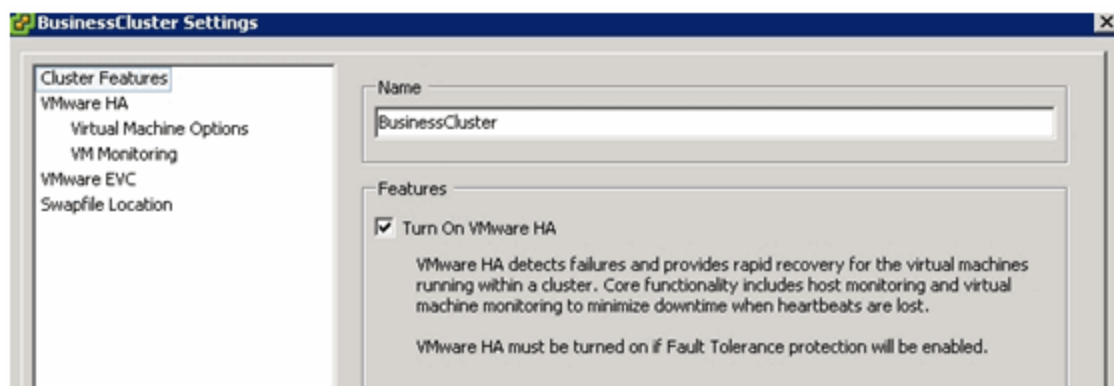 BusinessCluster Settings
Cluster Features
VMware HA
Virtual Machine Options
VM Monitoring
VMware EVC
Swapfile Location
Name
BusinessCluster
Features
Turn On VMware HA
VMware HA detects failures and provides rapid recovery for the virtual machines
running within a cluster. Core functionality includes host monitoring and virtual
machine monitoring to minimize downtime when heartbeats are lost.
VMware HA must be turned on if Fault Tolerance protection will be enabled.